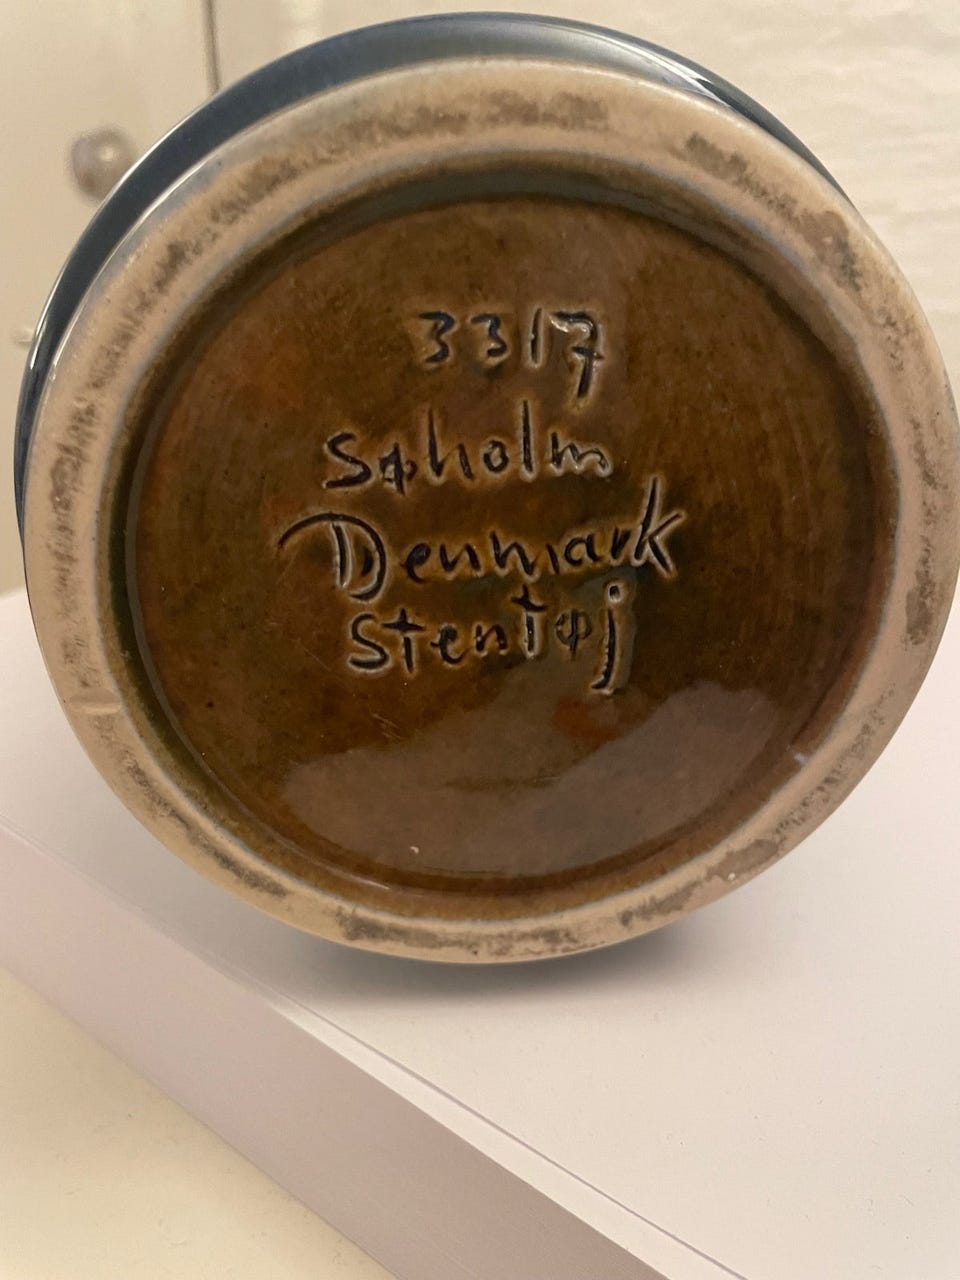 3317
Søholm
Denmark
Stentøj